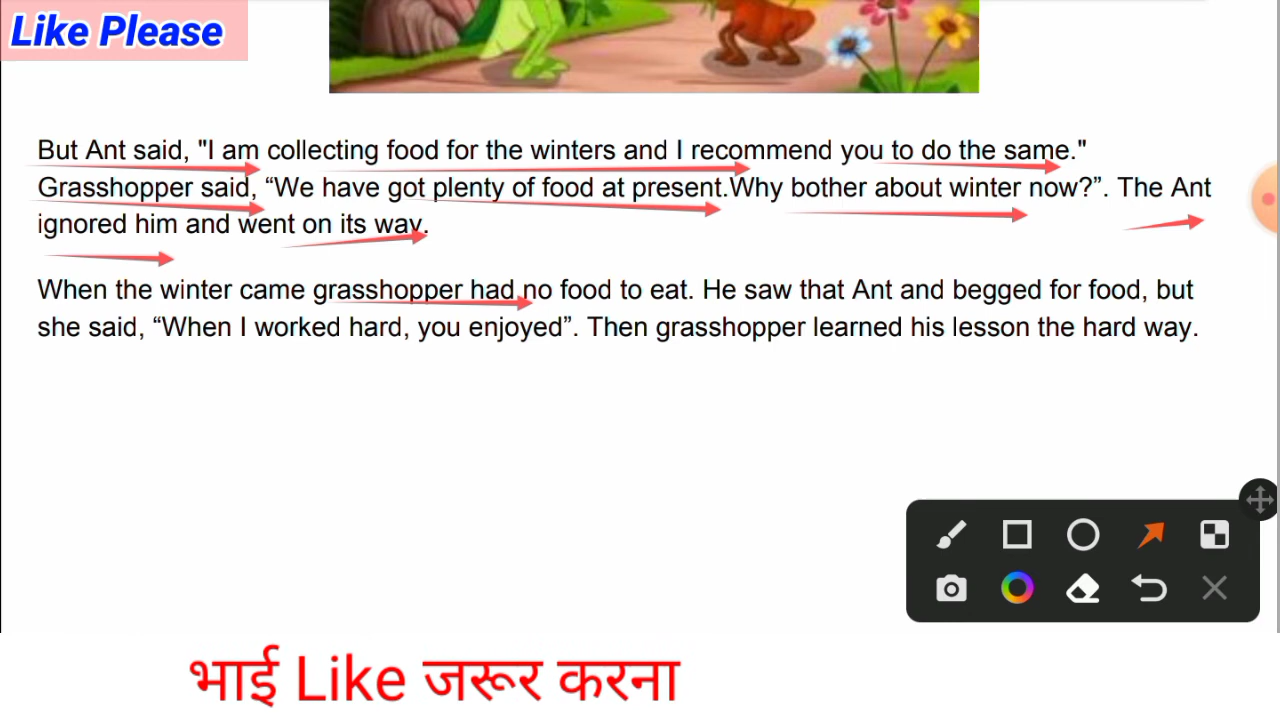 Like Please
But Ant said, "I am collecting food for the winters and I recommend you to do the same."
Grasshopper said, “We have got plenty of food at present.Why bother about winter now?”. The Ant
ignored him and went on its way.
When the winter came grasshopper had no food to eat. He saw that Ant and begged for food, but
she said, “When I worked hard, you enjoyed”. Then grasshopper learned his lesson the hard way.
भाई Like जरूर करना